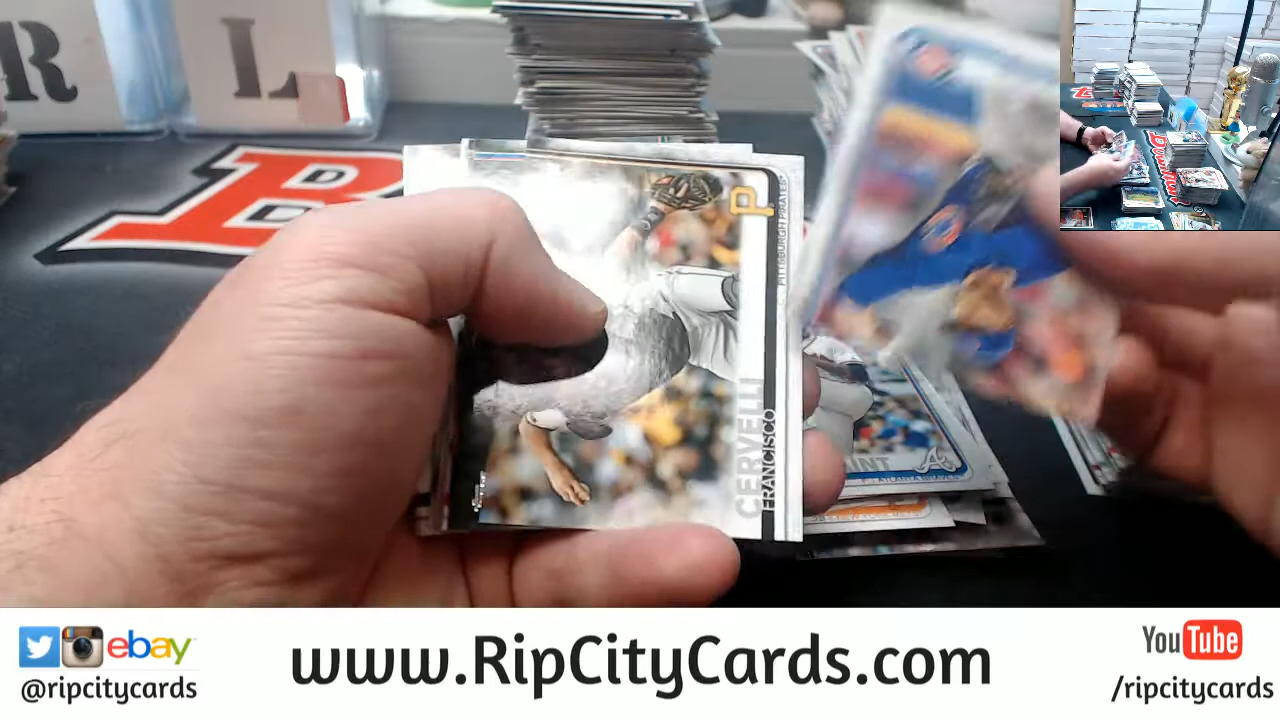 R L
P
PITTSBURGH PIRATES
CERVELLI
FRANCISCO
A
www.RipCityCards.com
ebay
@ripcitycards
You Tube
/ripcitycards